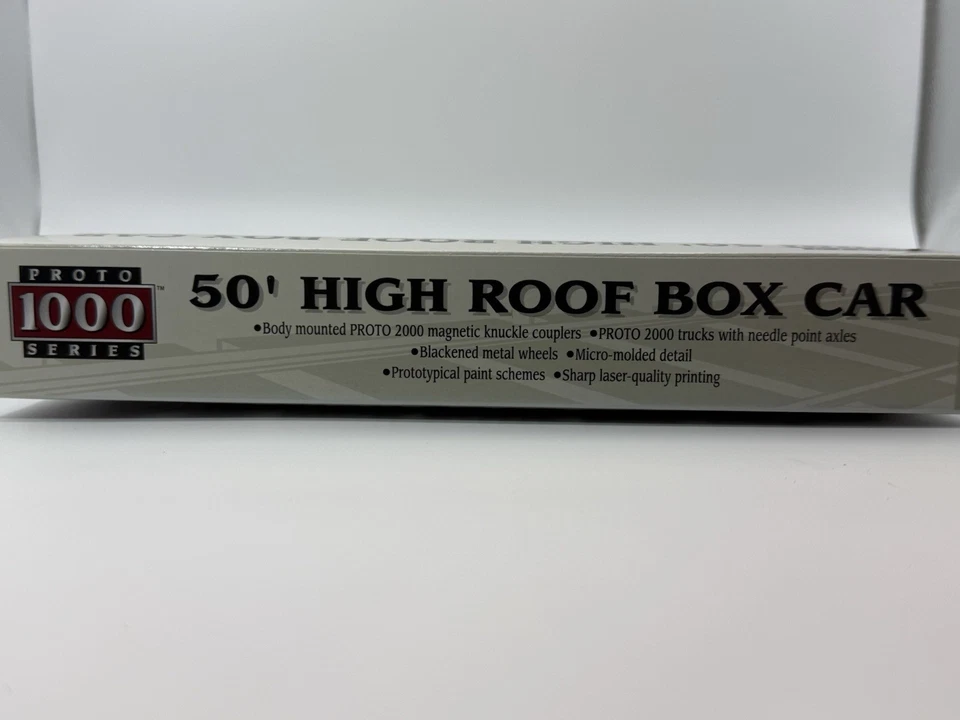 PROTO
1000™
SERIES
50' HIGH ROOF BOX CAR
•Body mounted PROTO 2000 magnetic knuckle couplers •PROTO 2000 trucks with needle point axles
•Blackened metal wheels •Micro-molded detail
•Prototypical paint schemes •Sharp laser-quality printing